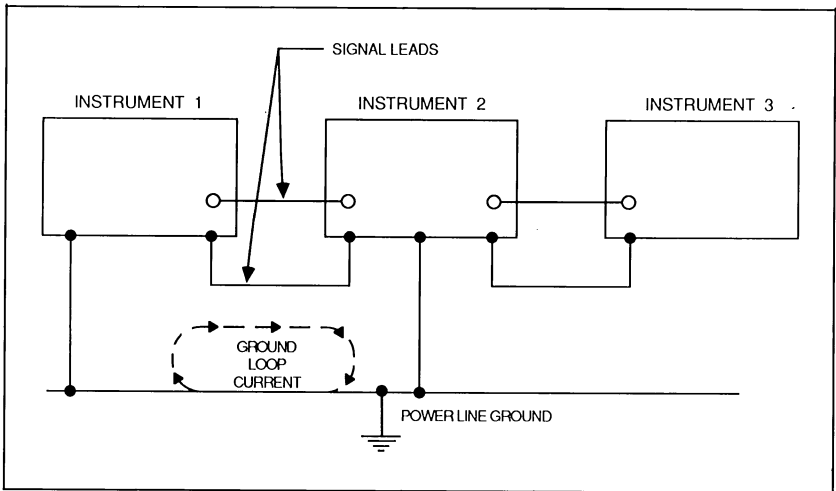 SIGNAL LEADS
INSTRUMENT 1
INSTRUMENT 2
INSTRUMENT 3
GROUND
LOOP
CURRENT
POWER LINE GROUND